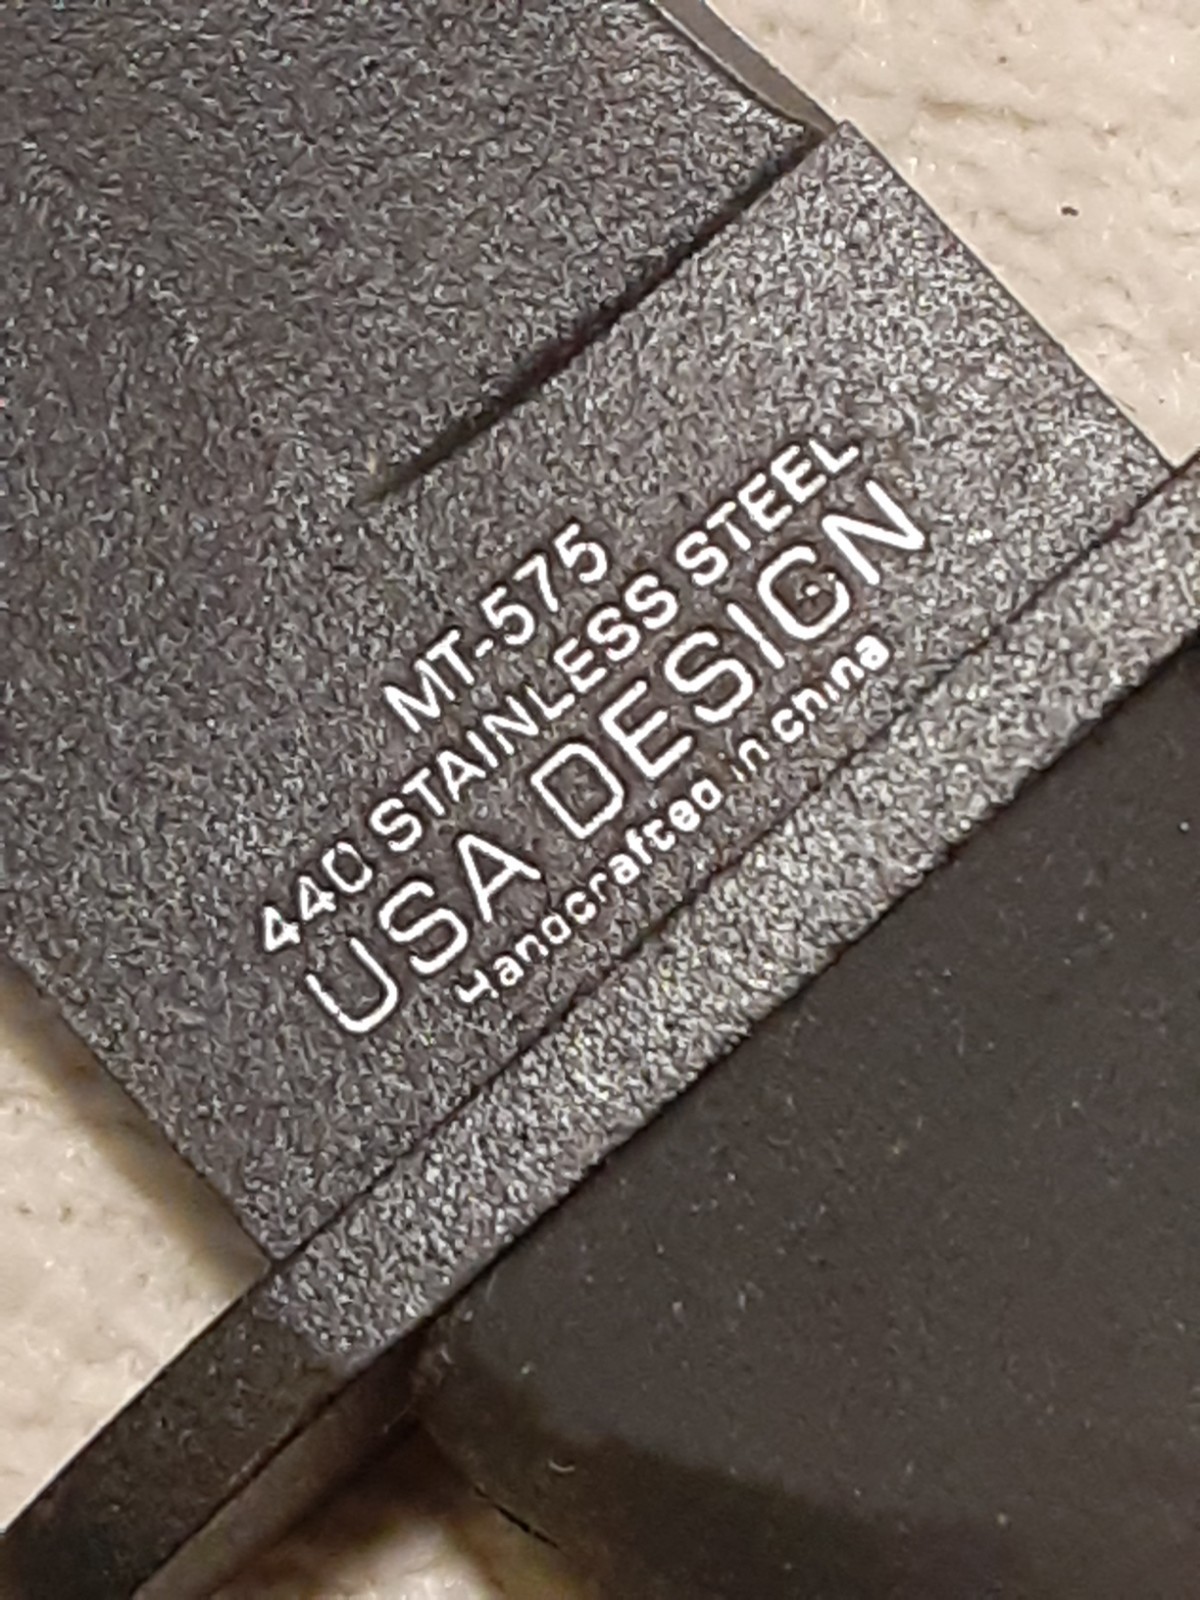 MT-575
440 STAINLESS STEEL
USA DESIGN
Handcrafted in china